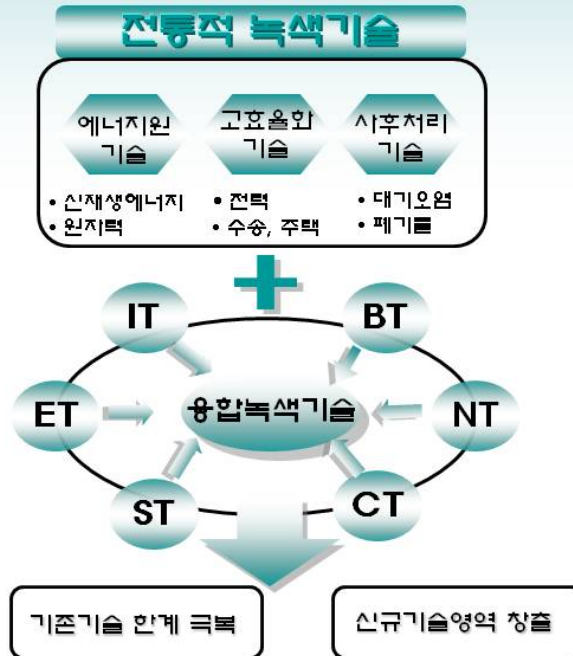 전통적 녹색기술
에너지원
기술
고효율화
기술
사후처리
기술
• 신재생에너지
• 원자력
• 전력
• 수송, 주택
• 대기오염
• 폐기물
IT
BT
ET
융합녹색기술
NT
ST
CT
기존기술 한계 극복
신규기술영역 창출